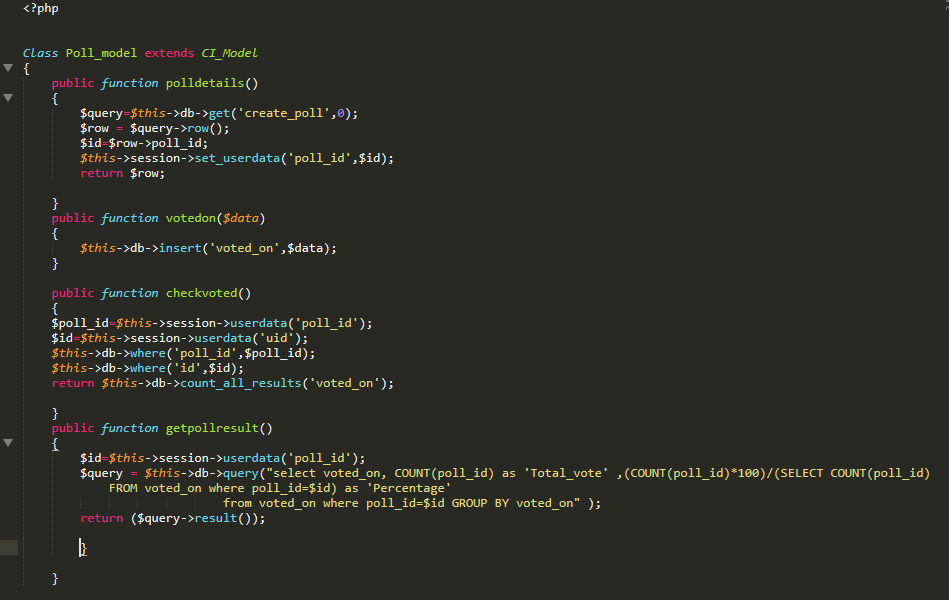 <?php
Class Poll_model extends CI_Model
{
public function polldetails()
{
$query=$this->db->get('create_poll',0);
$row = $query->row();
$id=$row->poll_id;
$this->session->set_userdata('poll_id',$id);
return $row;
}
public function votedon($data)
{
$this->db->insert('voted_on',$data);
}
public function checkvoted()
{
$poll_id=$this->session->userdata('poll_id');
$id=$this->session->userdata('uid');
$this->db->where('poll_id',$poll_id);
$this->db->where('id',$id);
return $this->db->count_all_results('voted_on');
}
public function getpollresult()
{
$id=$this->session->userdata('poll_id');
$query = $this->db->query("select voted_on, COUNT(poll_id) as 'Total_vote' ,(COUNT(poll_id)*100)/(SELECT COUNT(poll_id)
FROM voted_on where poll_id=$id) as 'Percentage'
from voted_on where poll_id=$id GROUP BY voted_on" );
return ($query->result());
}
}